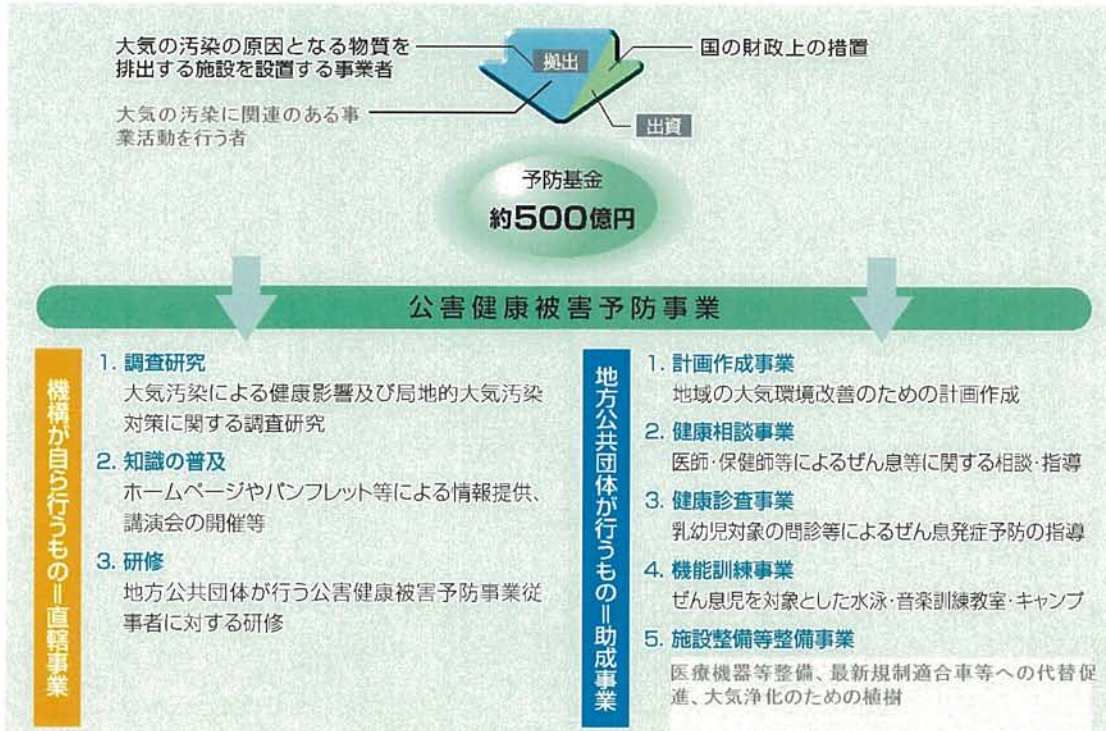 大気の汚染の原因となる物質を
排出する施設を設置する事業者
大気の汚染に関連のある事
業活動を行う者
拠出
国の財政上の措置
出資
予防基金
約500億円
公害健康被害予防事業
機構が自ら行うもの＝直轄事業
1. 調査研究
大気汚染による健康影響及び局地的大気汚染
対策に関する調査研究
2. 知識の普及
ホームページやパンフレット等による情報提供、
講演会の開催等
3. 研修
地方公共団体が行う公害健康被害予防事業従
事者に対する研修
地方公共団体が行うもの＝助成事業
1. 計画作成事業
地域の大気環境改善のための計画作成
2. 健康相談事業
医師・保健師等によるぜん息等に関する相談・指導
3. 健康診査事業
乳幼児対象の問診等によるぜん息発症予防の指導
4. 機能訓練事業
ぜん息児を対象とした水泳・音楽訓練教室・キャンプ
5. 施設整備等整備事業
医療機器等整備、最新規制適合車等への代替促
進、大気浄化のための植樹